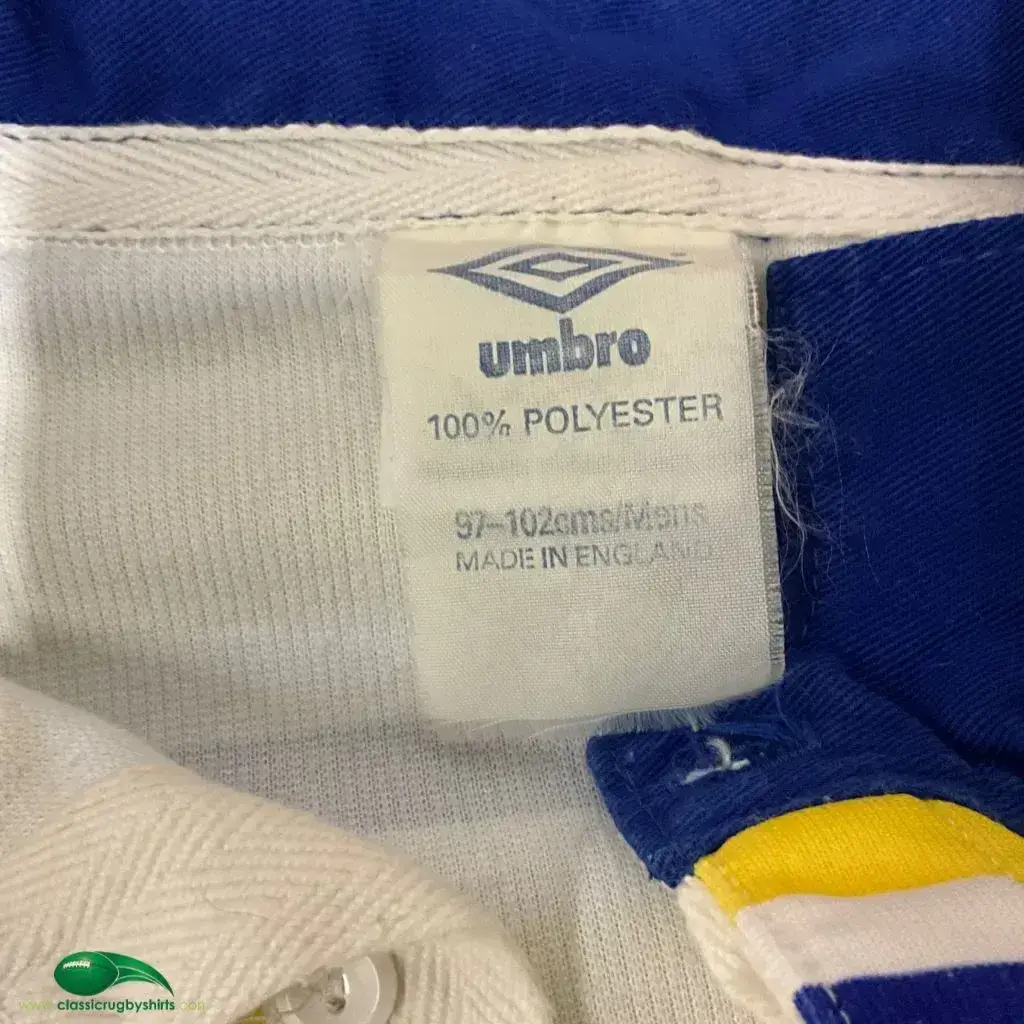 umbro
100% POLYESTER
97–102cms/Mens
MADE IN ENGLAND
www.classicrugbyshirts.com